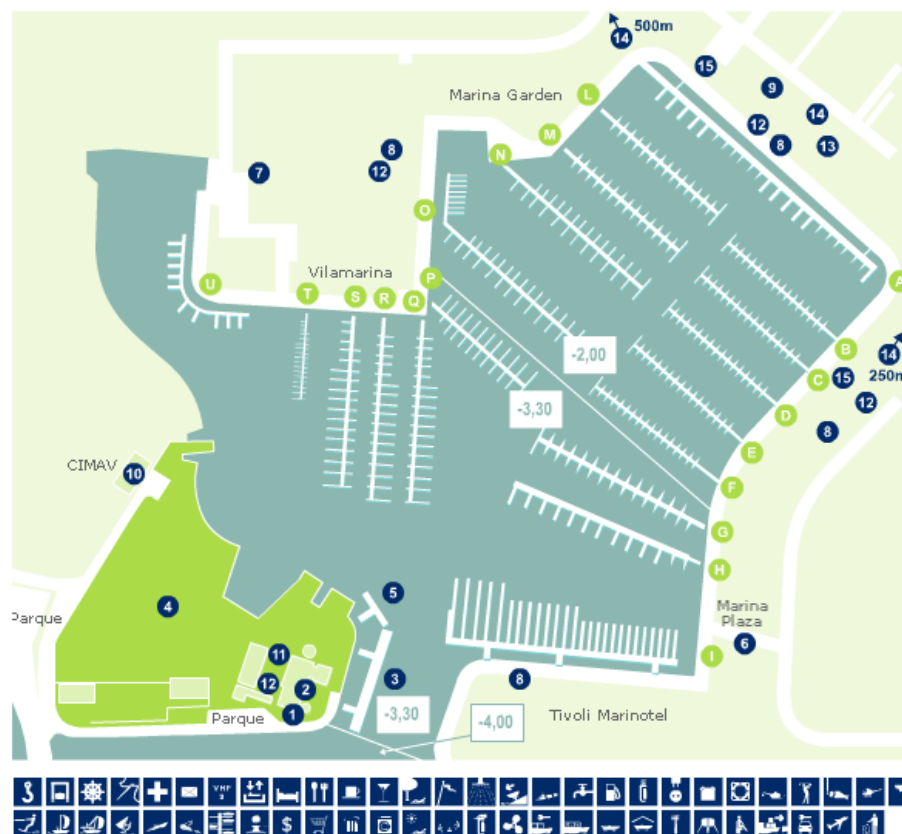 14 500m
15
9
L
Marina Garden
14
12
M
8
13
8
N
12
7
O
A
Vilamarina
P
U
T
S
R
Q
B
-2,00
14
C
15
250m
12
-3,30
D
8
E
CIMAV
10
F
G
H
5
4
Marina
Plaza
Parque
6
11
I
12
2
3
8
1
-3,30
Parque
-4,00
Tivoli Marinotel
VHF
$